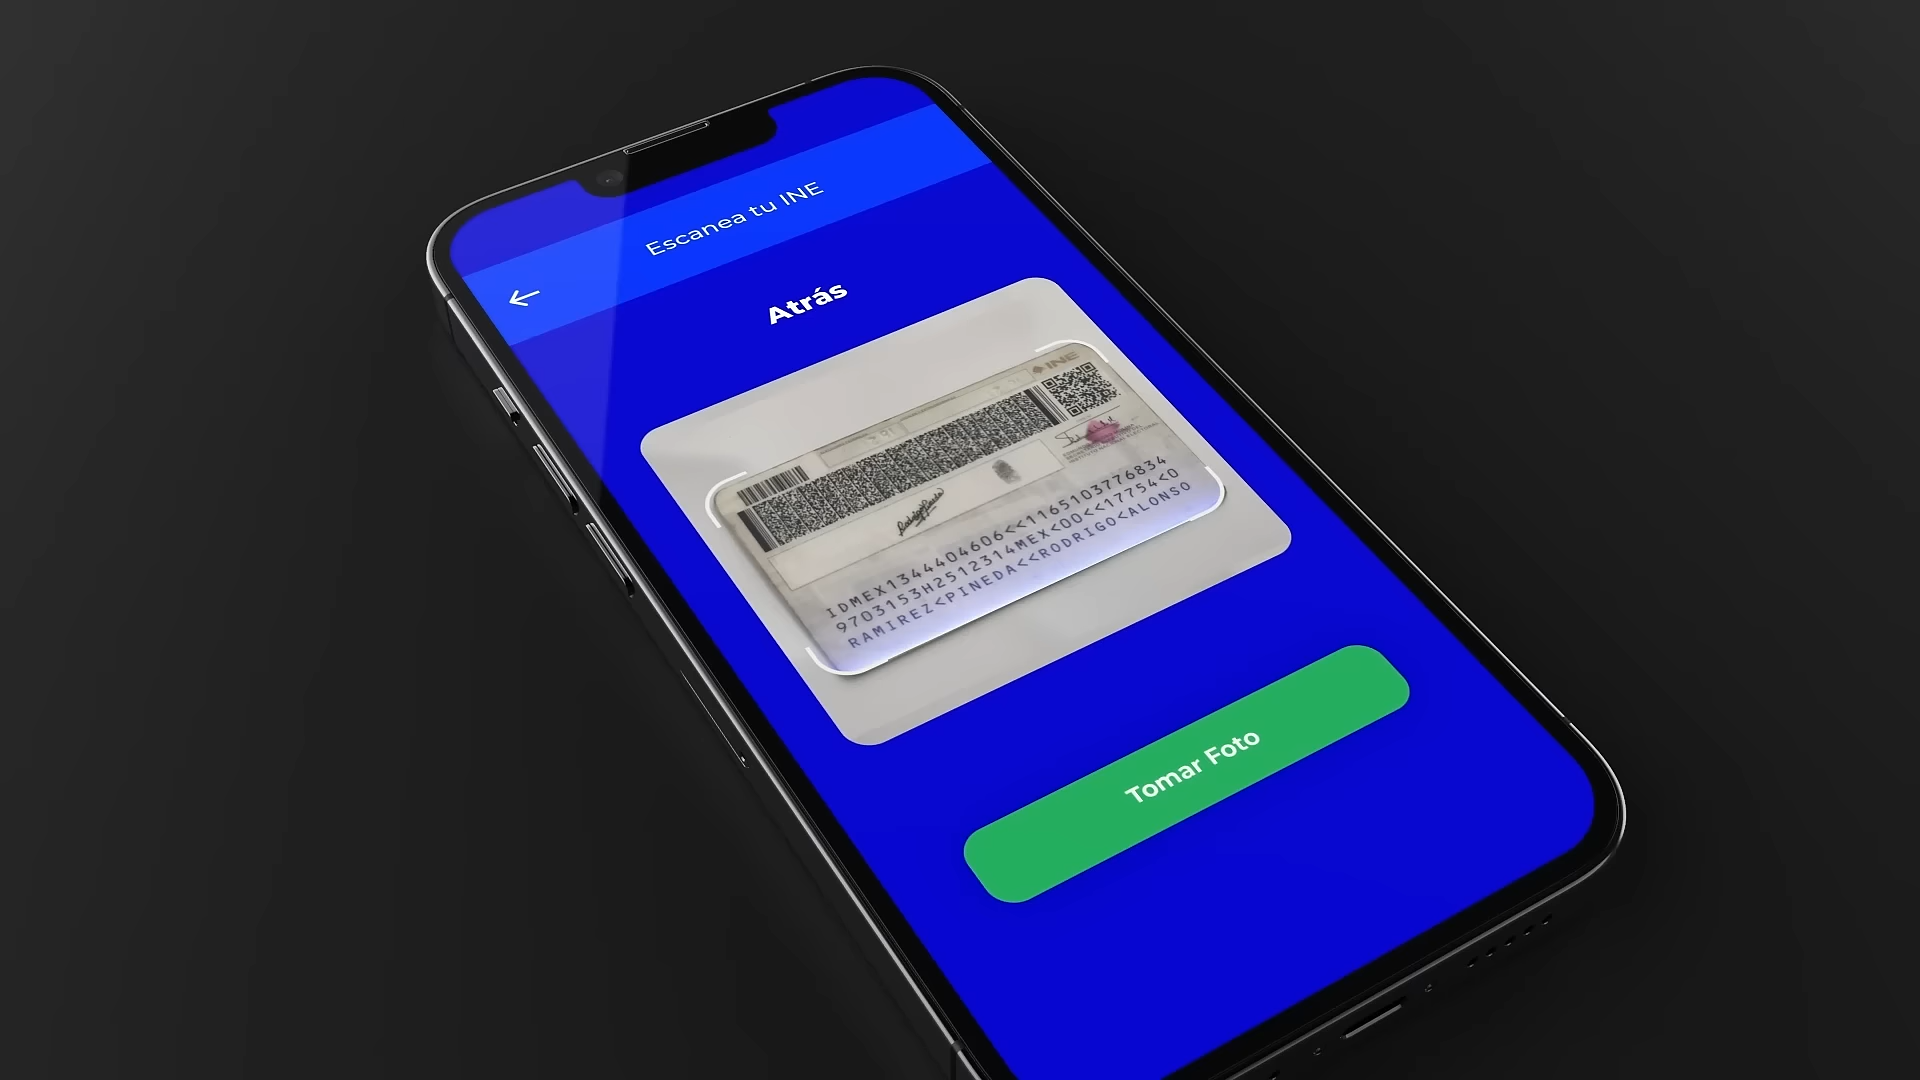 Escanea tu INE
Atrás
INE
IDMEX1344404606<<1165103776834
9703153H2512314MEX<00<<17754<0
RAMIREZ<PINEDA<<RODRIGO<ALONSO
Tomar Foto